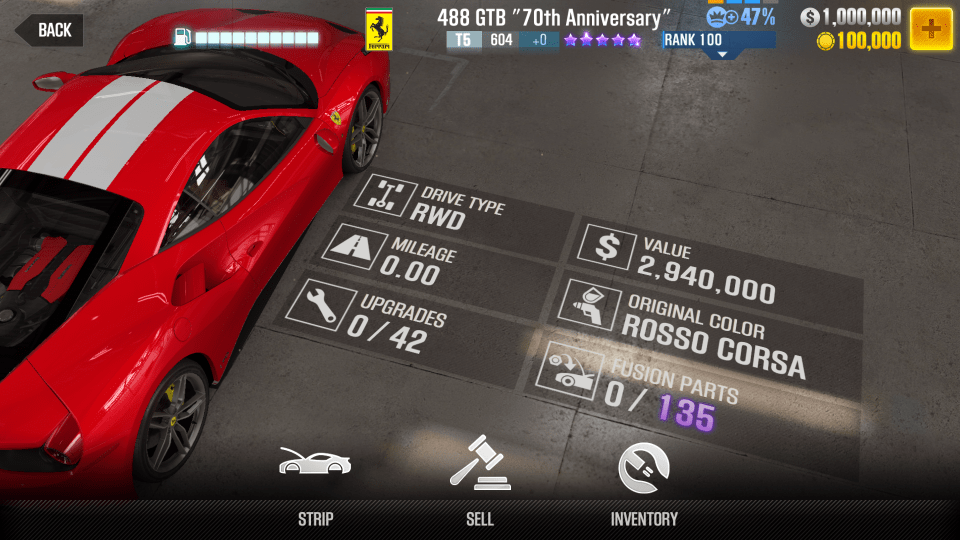 BACK
488 GTB "70th Anniversary"
47%
$ 1,000,000
Ferrari
T5 604 +0
RANK 100
100,000
DRIVE TYPE
RWD
MILEAGE
0.00
UPGRADES
0/42
$ VALUE
2,940,000
ORIGINAL COLOR
ROSSO CORSA
FUSION PARTS
0/135
STRIP
SELL
INVENTORY